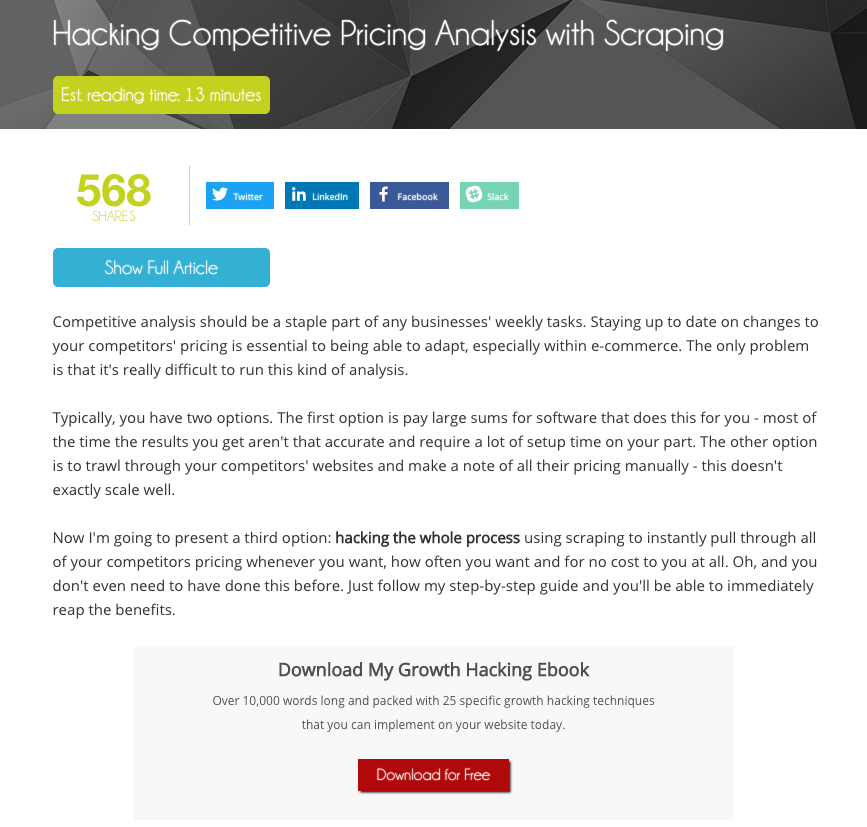 Hacking Competitive Pricing Analysis with Scraping
Est. reading time: 13 minutes
568
SHARES
Twitter
LinkedIn
Facebook
Slack
Show Full Article
Competitive analysis should be a staple part of any businesses' weekly tasks. Staying up to date on changes to
your competitors' pricing is essential to being able to adapt, especially within e-commerce. The only problem
is that it's really difficult to run this kind of analysis.
Typically, you have two options. The first option is pay large sums for software that does this for you - most of
the time the results you get aren't that accurate and require a lot of setup time on your part. The other option
is to trawl through your competitors' websites and make a note of all their pricing manually - this doesn't
exactly scale well.
Now I'm going to present a third option: hacking the whole process using scraping to instantly pull through all
of your competitors pricing whenever you want, how often you want and for no cost to you at all. Oh, and you
don't even need to have done this before. Just follow my step-by-step guide and you'll be able to immediately
reap the benefits.
Download My Growth Hacking Ebook
Over 10,000 words long and packed with 25 specific growth hacking techniques
that you can implement on your website today.
Download for Free